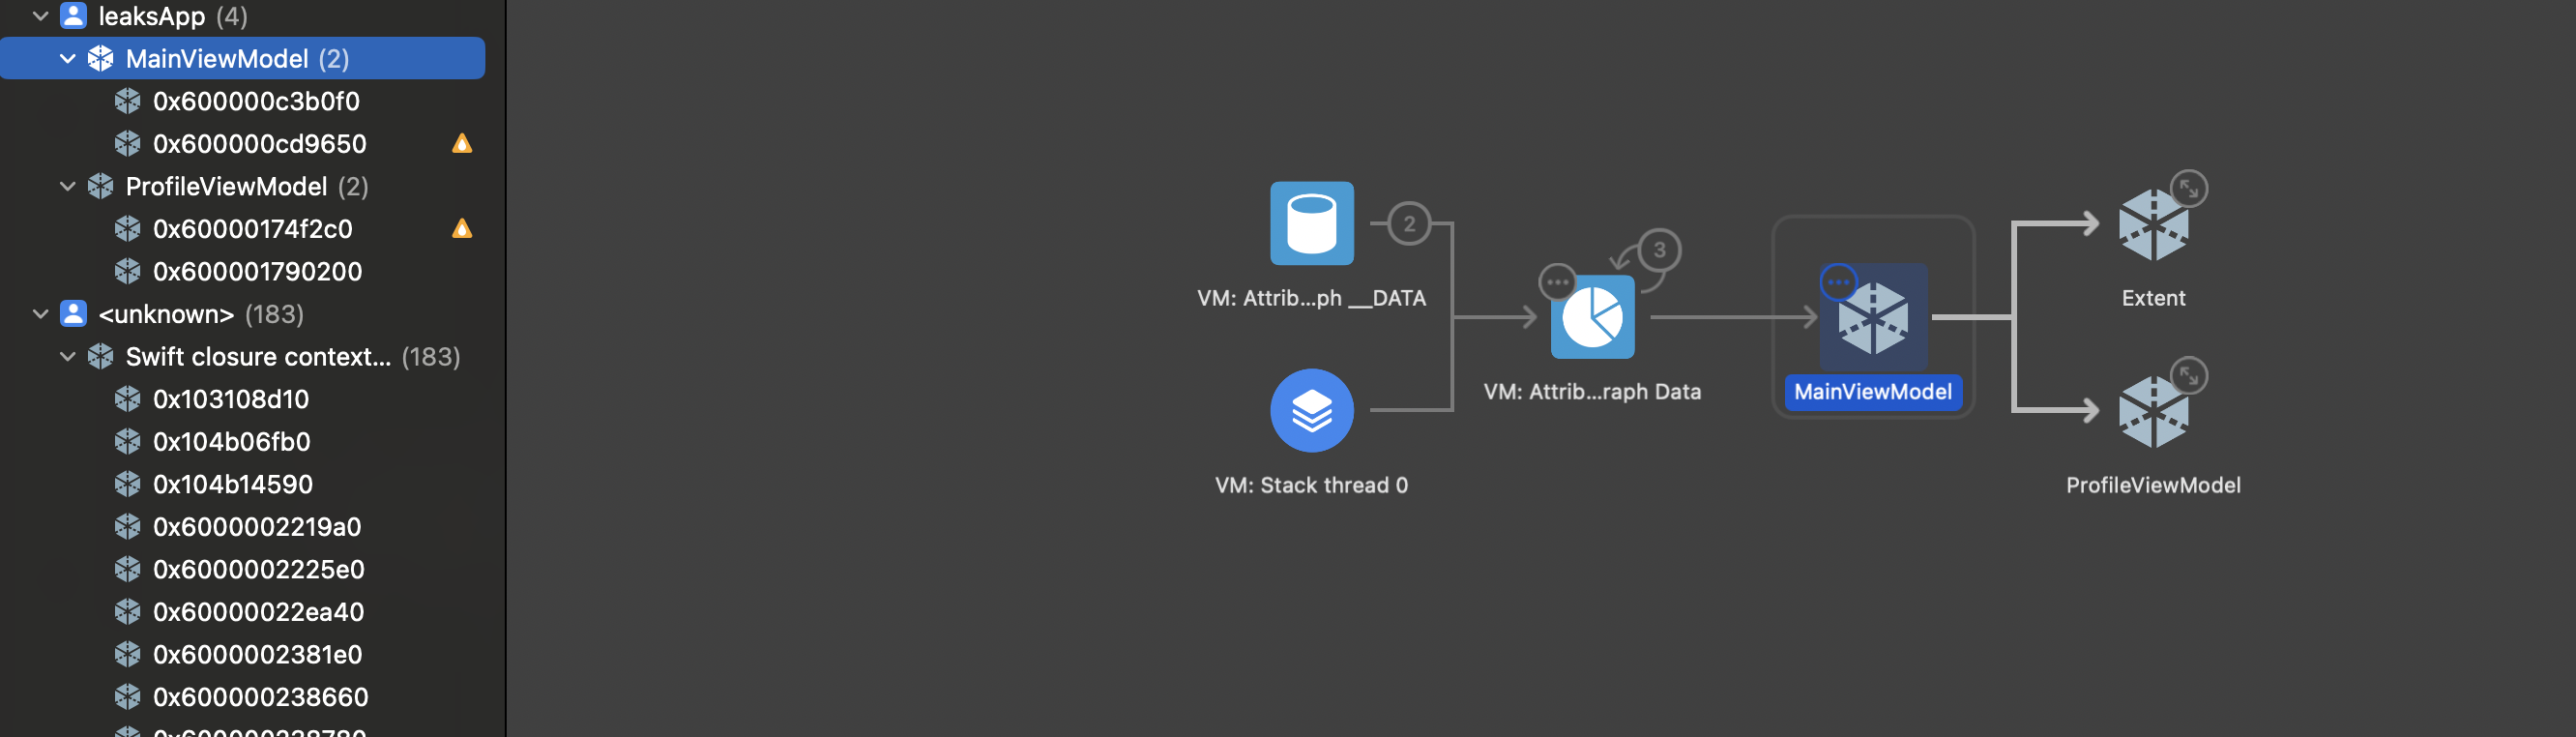 leaksApp (4)
MainViewModel (2)
0x600000c3b0f0
0x600000cd9650
ProfileViewModel (2)
0x60000174f2c0
0x600001790200
<unknown> (183)
Swift closure context... (183)
0x103108d10
0x104b06fb0
0x104b14590
0x6000002219a0
0x6000002225e0
0x60000022ea40
0x6000002381e0
0x600000238660
2
VM: Attrib...ph __DATA
VM: Stack thread 0
3
VM: Attrib...raph Data
MainViewModel
Extent
ProfileViewModel